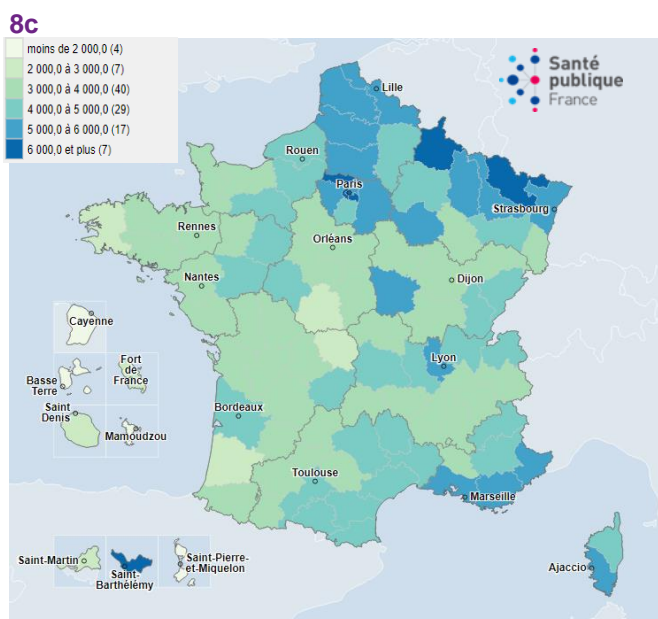 8c
moins de 2 000,0 (4)
2 000,0 à 3 000,0 (7)
3 000,0 à 4 000,0 (40)
4 000,0 à 5 000,0 (29)
5 000,0 à 6 000,0 (17)
6 000,0 et plus (7)
Santé
publique
France
Lille
Rouen
Paris
Strasbourg
Rennes
Orléans
Nantes
Dijon
Cayenne
Lyon
Basse
Terre
Fort
de
France
Saint
Denis
Mamoudzou
Bordeaux
Toulouse
Marseille
Saint-Martin
Saint-
Barthélémy
Saint-Pierre-
et-Miquelon
Ajaccio